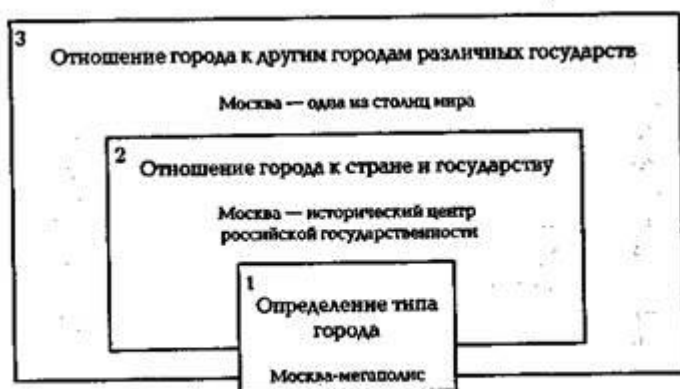 3
Отношение города к другим городам различных государств
Москва — одна из столиц мира
2
Отношение города к стране и государству
Москва — исторический центр
российской государственности
1
Определение типа
города
Москва-мегаполис